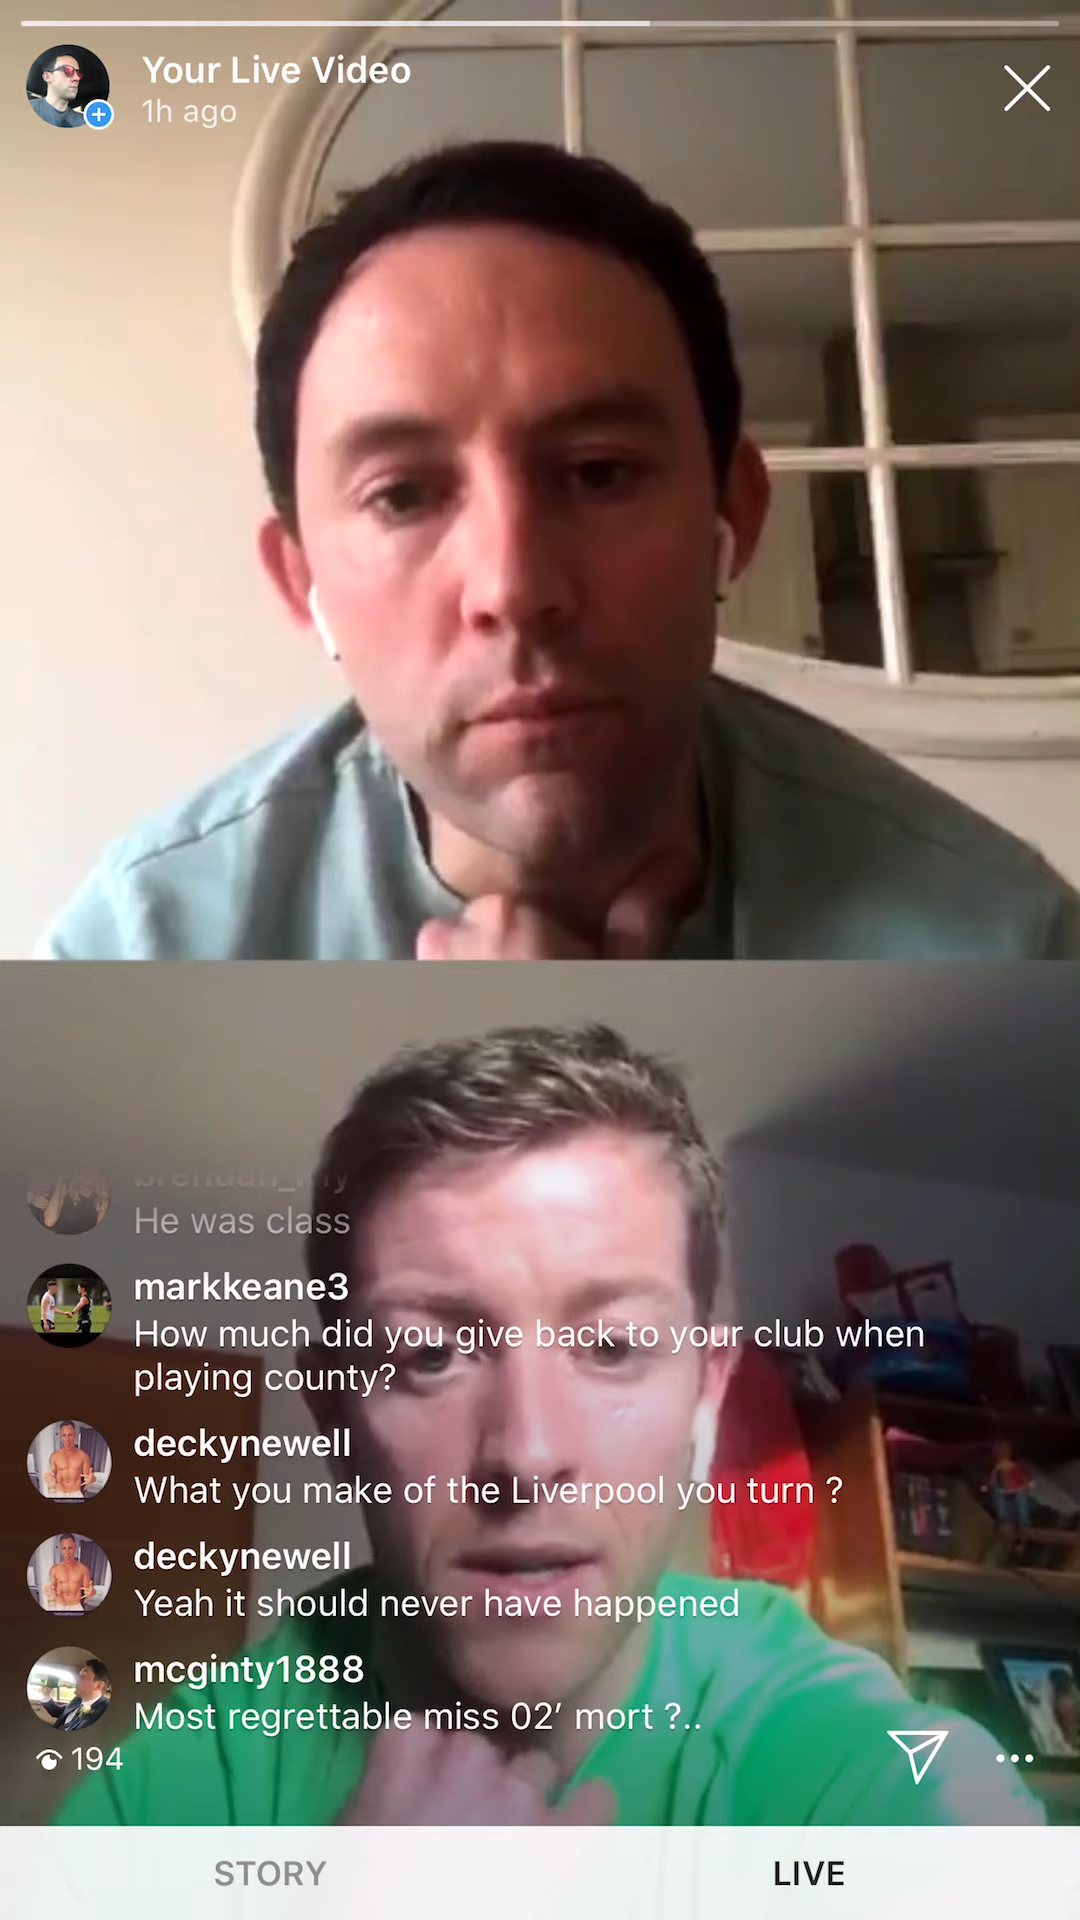 Your Live Video
1h ago
He was class
markkeane3
How much did you give back to your club when
playing county?
deckynewell
What you make of the Liverpool you turn ?
deckynewell
Yeah it should never have happened
mcginty1888
Most regrettable miss 02’ mort ?..
194
STORY
LIVE